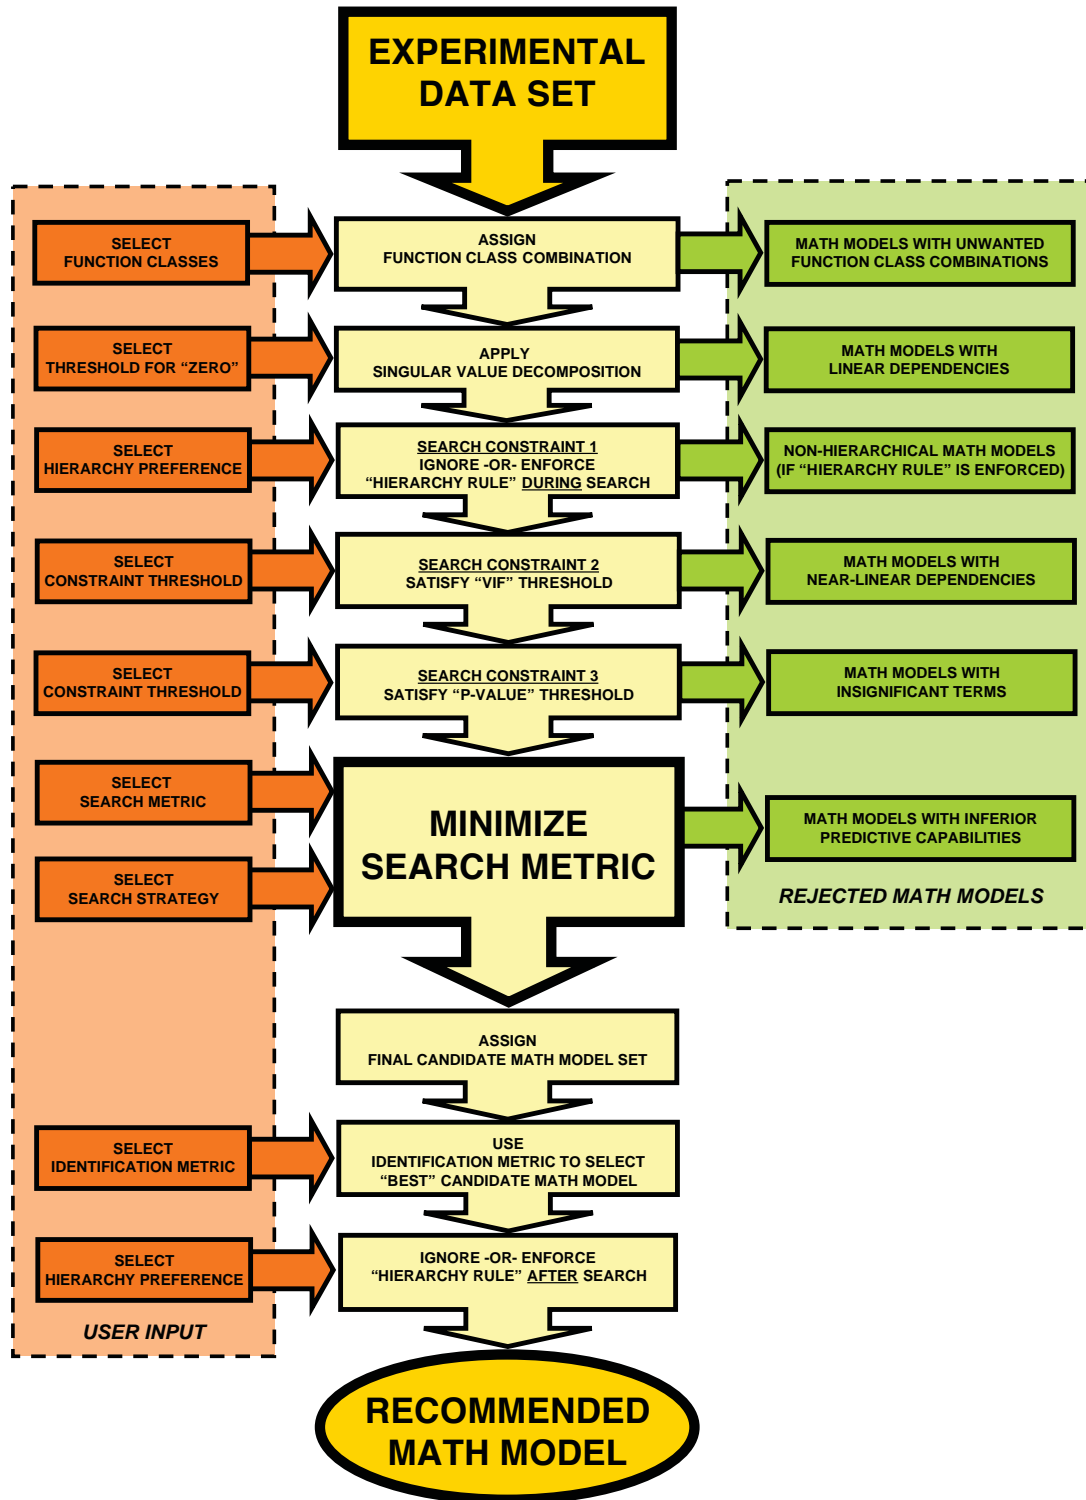 EXPERIMENTAL
DATA SET
SELECT
FUNCTION CLASSES
ASSIGN
FUNCTION CLASS COMBINATION
MATH MODELS WITH UNWANTED
FUNCTION CLASS COMBINATIONS
SELECT
THRESHOLD FOR “ZERO”
APPLY
SINGULAR VALUE DECOMPOSITION
MATH MODELS WITH
LINEAR DEPENDENCIES
SELECT
HIERARCHY PREFERENCE
SEARCH CONSTRAINT 1
IGNORE -OR- ENFORCE
“HIERARCHY RULE” DURING SEARCH
NON-HIERARCHICAL MATH MODELS
(IF “HIERARCHY RULE” IS ENFORCED)
SELECT
CONSTRAINT THRESHOLD
SEARCH CONSTRAINT 2
SATISFY “VIF” THRESHOLD
MATH MODELS WITH
NEAR-LINEAR DEPENDENCIES
SELECT
CONSTRAINT THRESHOLD
SEARCH CONSTRAINT 3
SATISFY “P-VALUE” THRESHOLD
MATH MODELS WITH
INSIGNIFICANT TERMS
SELECT
SEARCH METRIC
SELECT
SEARCH STRATEGY
MINIMIZE
SEARCH METRIC
MATH MODELS WITH INFERIOR
PREDICTIVE CAPABILITIES
REJECTED MATH MODELS
ASSIGN
FINAL CANDIDATE MATH MODEL SET
SELECT
IDENTIFICATION METRIC
USE
IDENTIFICATION METRIC TO SELECT
“BEST” CANDIDATE MATH MODEL
SELECT
HIERARCHY PREFERENCE
IGNORE -OR- ENFORCE
“HIERARCHY RULE” AFTER SEARCH
USER INPUT
RECOMMENDED
MATH MODEL